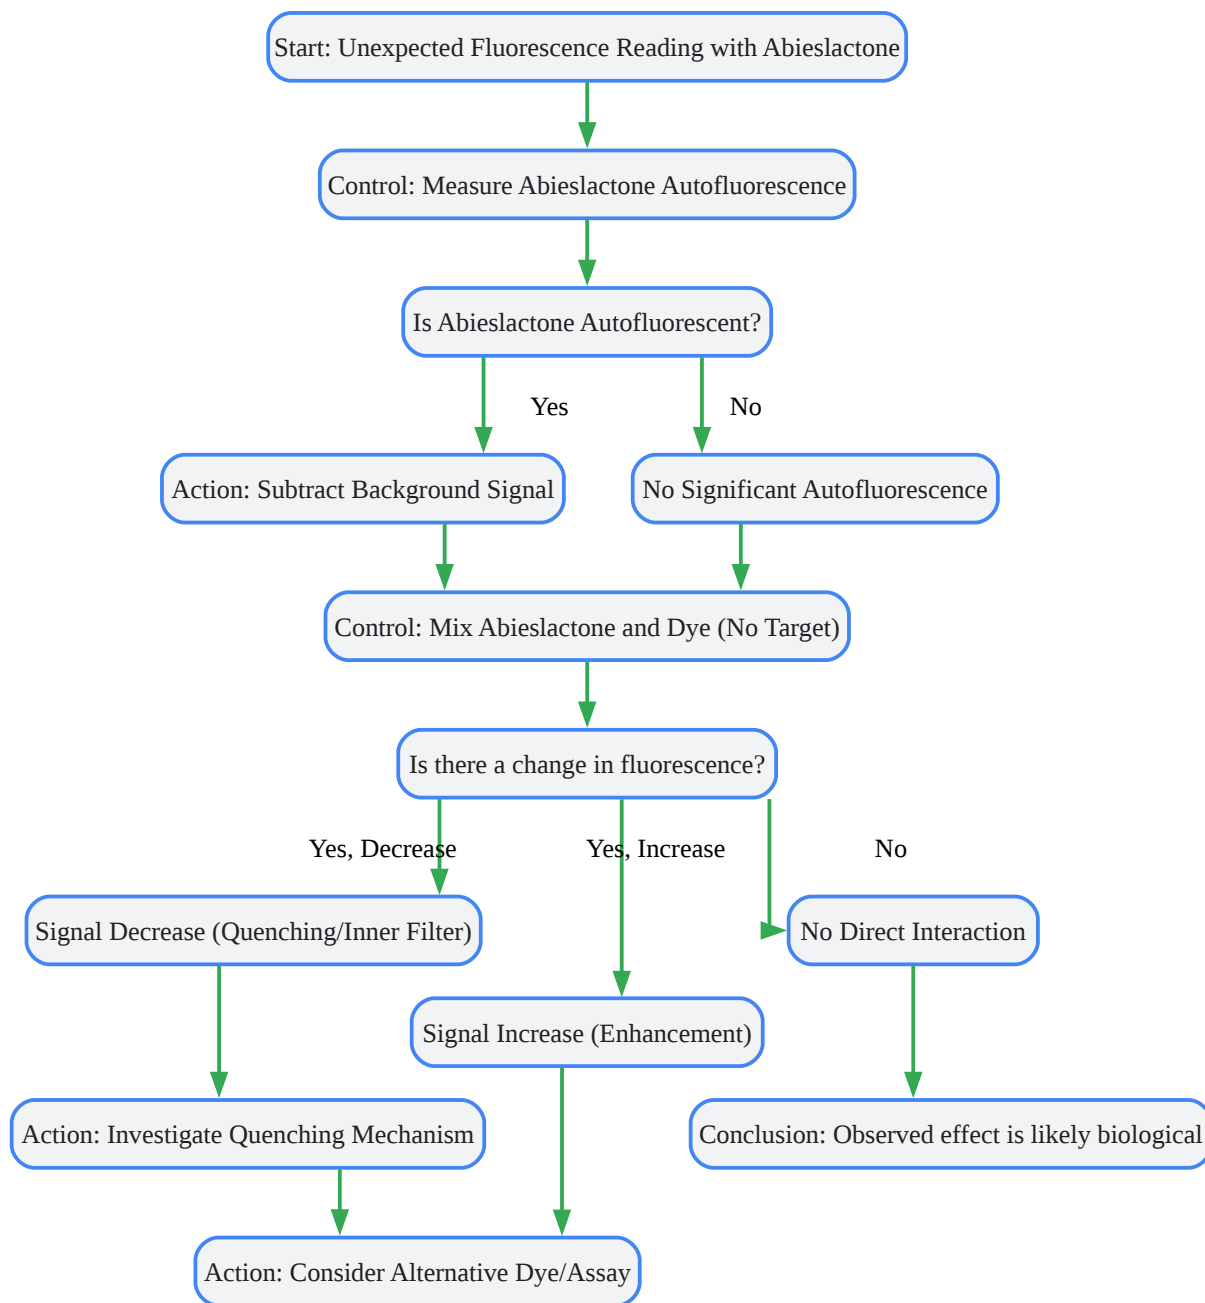 Start: Unexpected Fluorescence Reading with Abieslactone
Control: Measure Abieslactone Autofluorescence
Is Abieslactone Autofluorescent?
Yes
No
Action: Subtract Background Signal
No Significant Autofluorescence
Control: Mix Abieslactone and Dye (No Target)
Is there a change in fluorescence?
Yes, Decrease
Yes, Increase
No
Signal Decrease (Quenching/Inner Filter)
No Direct Interaction
Signal Increase (Enhancement)
Action: Investigate Quenching Mechanism
Conclusion: Observed effect is likely biological
Action: Consider Alternative Dye/Assay